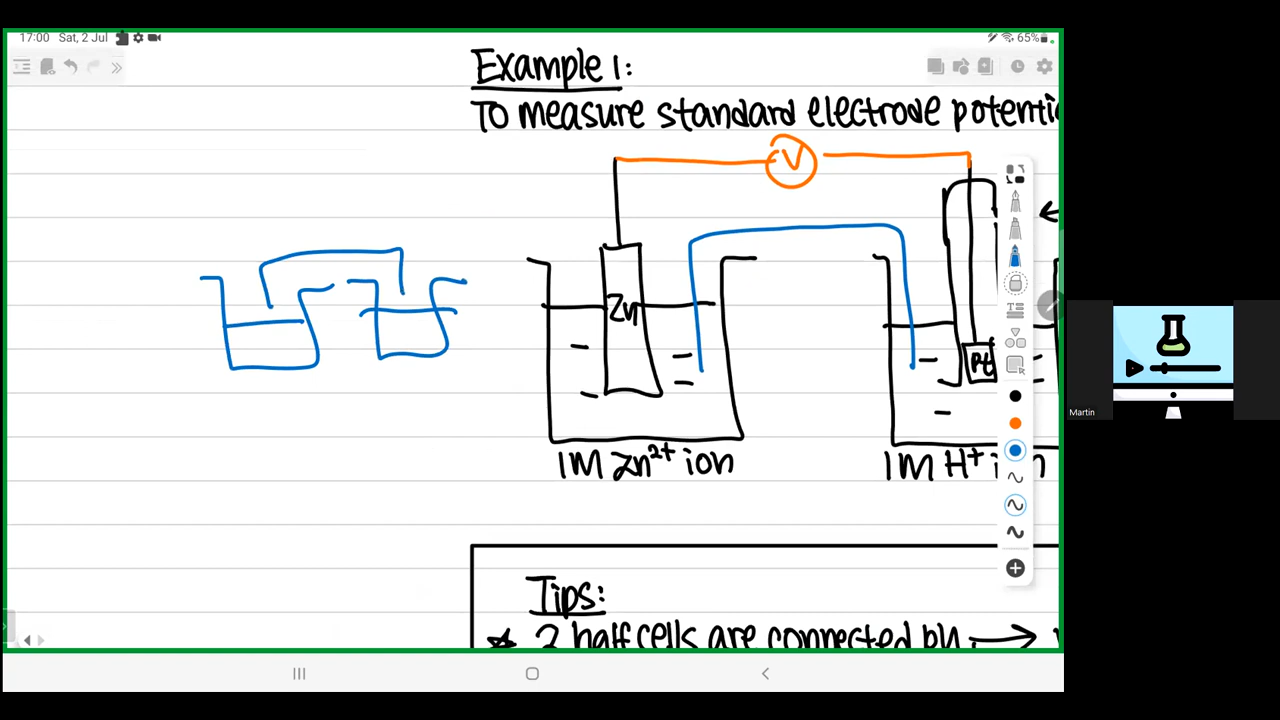 17:00 Sat, 2 Jul
65%
Example 1:
To measure standard electrode potenti
V
Zn
Pt
1M Zn²⁺ ion
1M H⁺ i n
Martin
Tips:
★ 2 half cells are connected by →